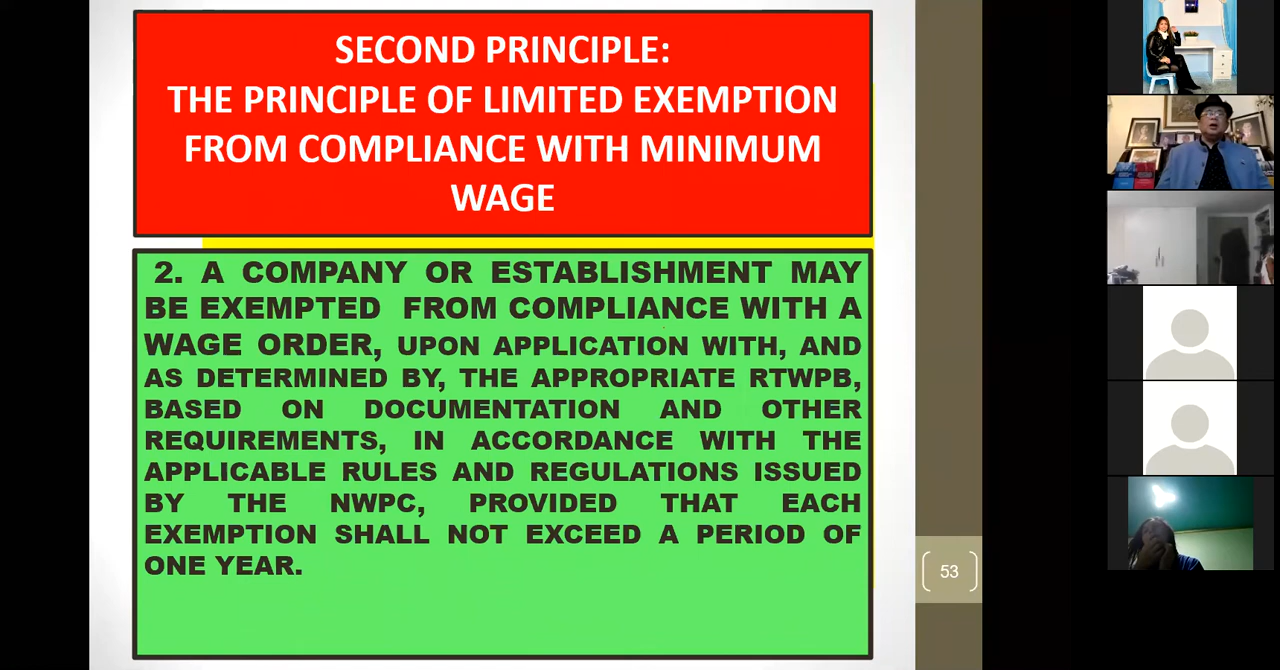 SECOND PRINCIPLE:
THE PRINCIPLE OF LIMITED EXEMPTION
FROM COMPLIANCE WITH MINIMUM
WAGE
2. A COMPANY OR ESTABLISHMENT MAY
BE EXEMPTED FROM COMPLIANCE WITH A
WAGE ORDER, UPON APPLICATION WITH, AND
AS DETERMINED BY, THE APPROPRIATE RTWPB,
BASED ON DOCUMENTATION AND OTHER
REQUIREMENTS, IN ACCORDANCE WITH THE
APPLICABLE RULES AND REGULATIONS ISSUED
BY THE NWPC, PROVIDED THAT EACH
EXEMPTION SHALL NOT EXCEED A PERIOD OF
ONE YEAR.
53